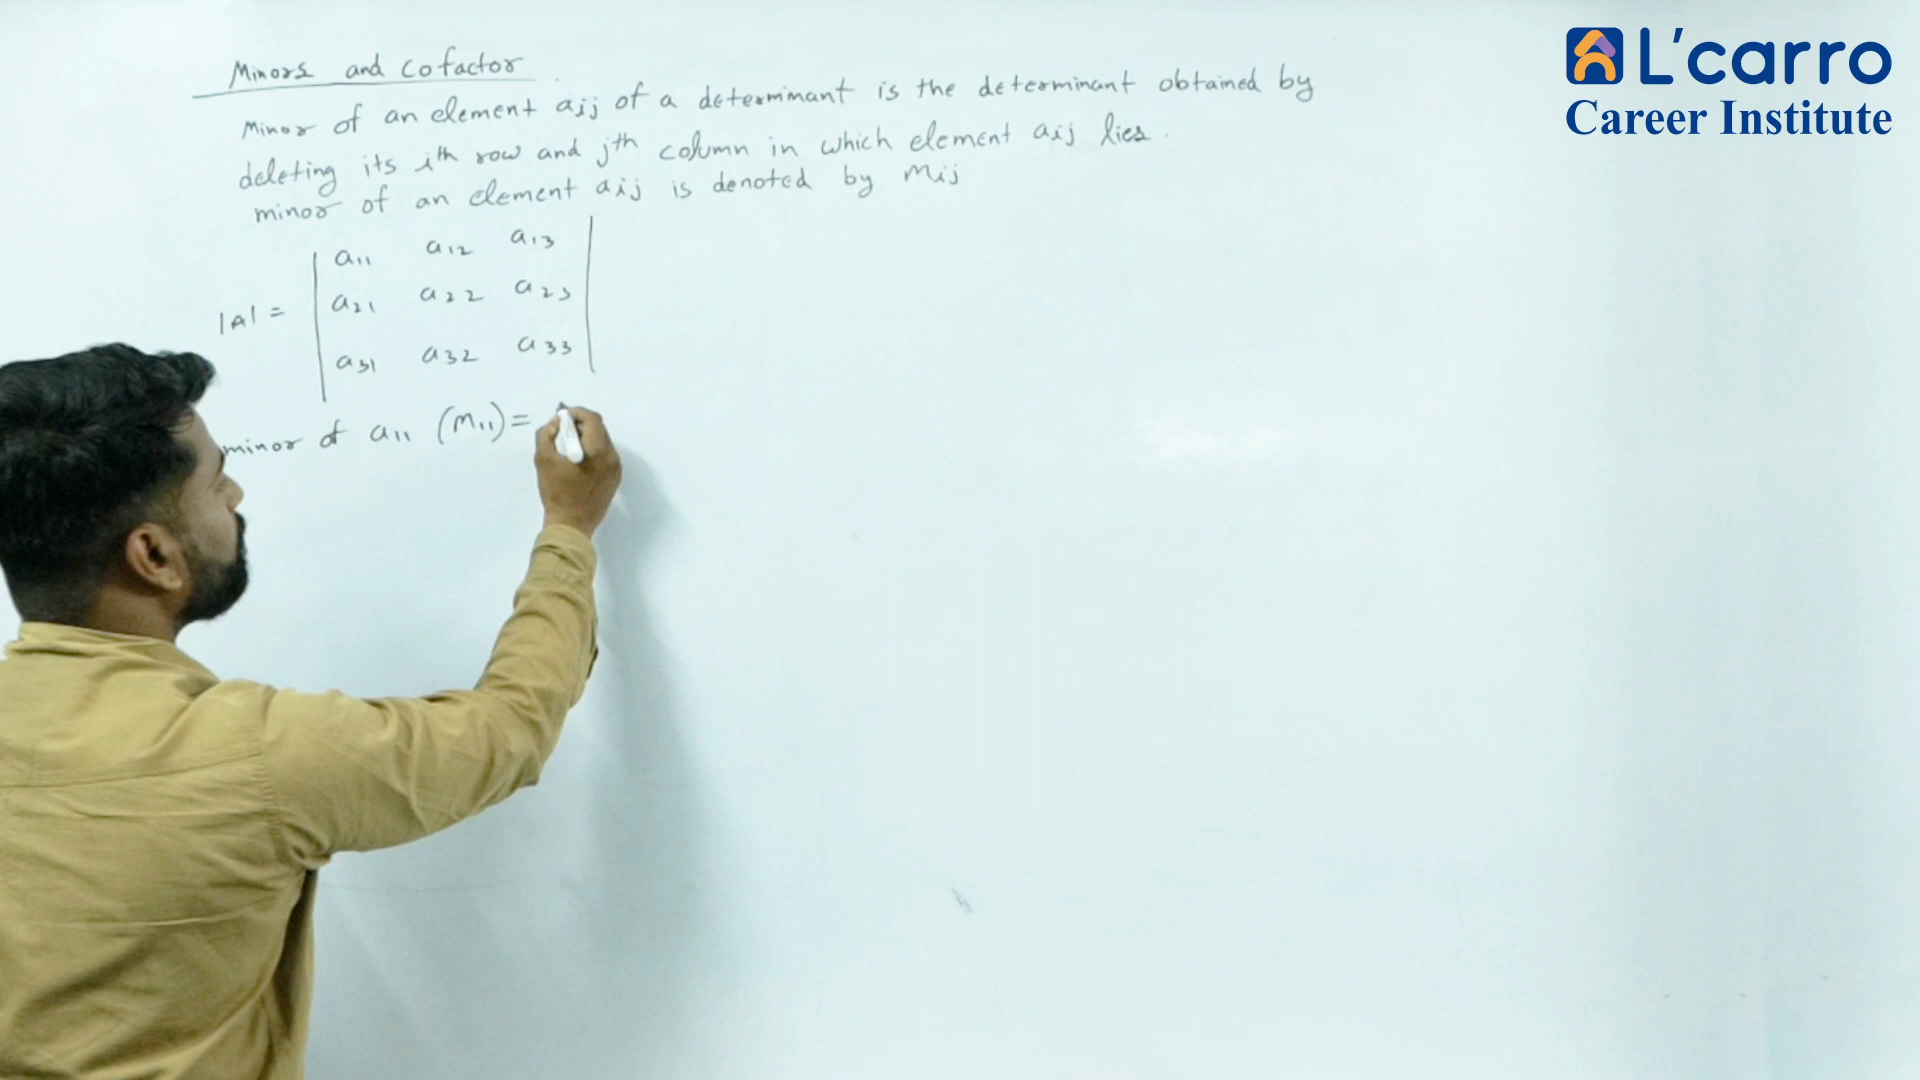 Minors and cofactor
Minor of an element aij of a determinant is the determinant obtained by
deleting its ith row and jth column in which element aij lies.
minor of an element aij is denoted by Mij
a11 a12 a13
|A| = a21 a22 a23
a31 a32 a33
minor of a11 (M11) =
L'carro
Career Institute